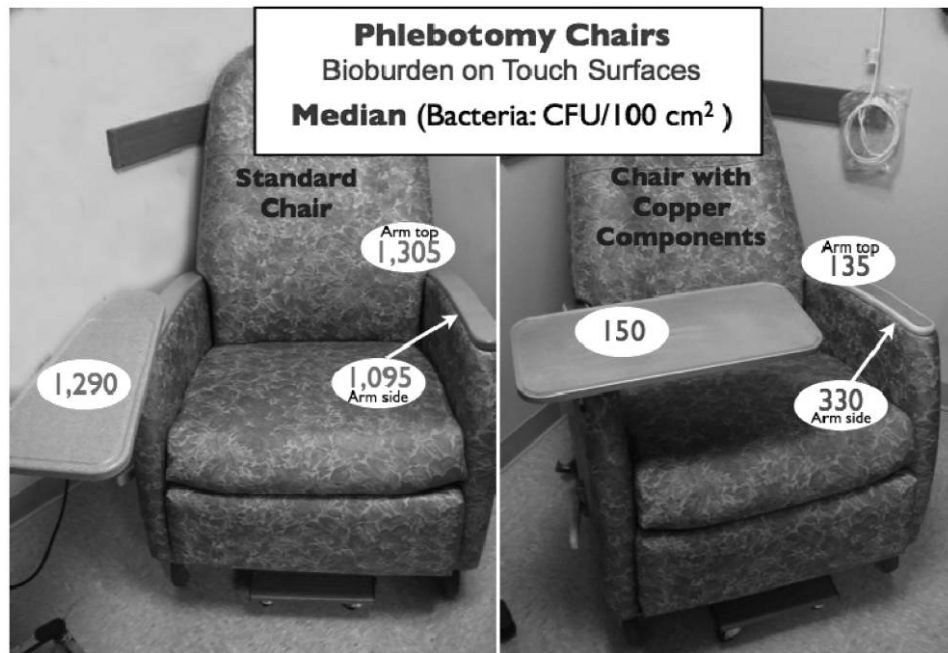 Phlebotomy Chairs
Bioburden on Touch Surfaces
Median (Bacteria: CFU/100 cm² )
Standard
Chair
Arm top
1,305
1,290
1,095
Arm side
Chair with
Copper
Components
Arm top
135
150
330
Arm side